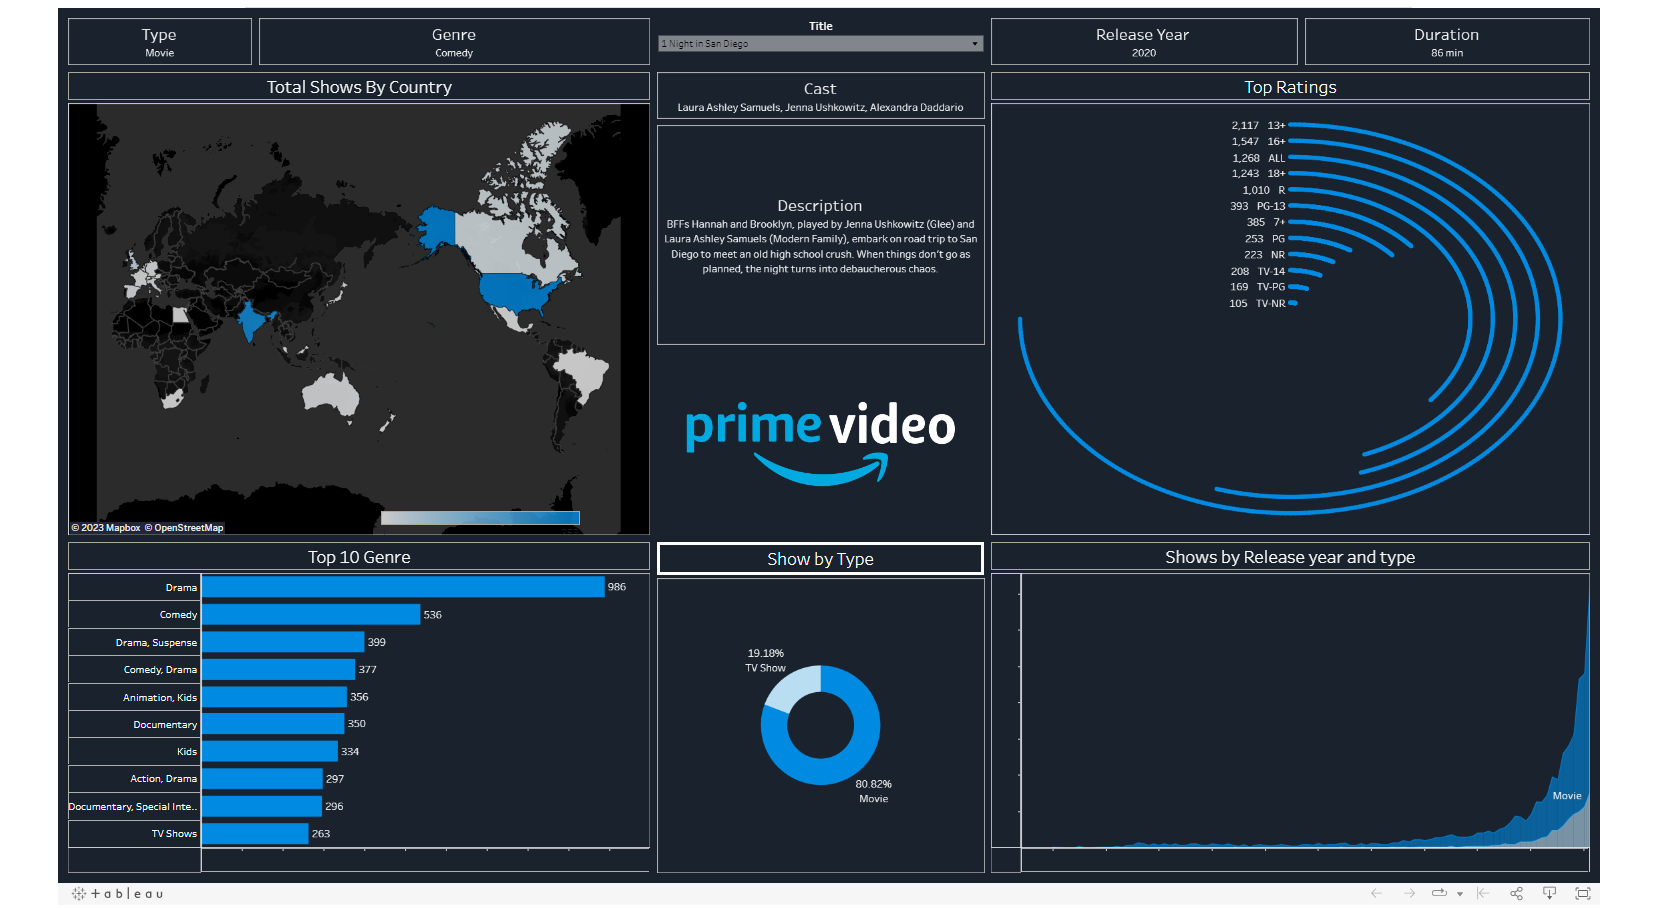 Type
Movie
Genre
Comedy
Title
1 Night in San Diego
Release Year
2020
Duration
86 min
Total Shows By Country
© 2023 Mapbox © OpenStreetMap
Cast
Laura Ashley Samuels, Jenna Ushkowitz, Alexandra Daddario
Description
BFFs Hannah and Brooklyn, played by Jenna Ushkowitz (Glee) and
Laura Ashley Samuels (Modern Family), embark on road trip to San
Diego to meet an old high school crush. When things don't go as
planned, the night turns into debaucherous chaos.
prime video
Top Ratings
2,117 13+
1,547 16+
1,268 ALL
1,243 18+
1,010 R
393 PG-13
385 7+
253 PG
223 NR
208 TV-14
169 TV-PG
105 TV-NR
Top 10 Genre
Drama 986
Comedy 536
Drama, Suspense 399
Comedy, Drama 377
Animation, Kids 356
Documentary 350
Kids 334
Action, Drama 297
Documentary, Special Inte.. 296
TV Shows 263
Show by Type
19.18%
TV Show
80.82%
Movie
Shows by Release year and type
Movie
+ableau